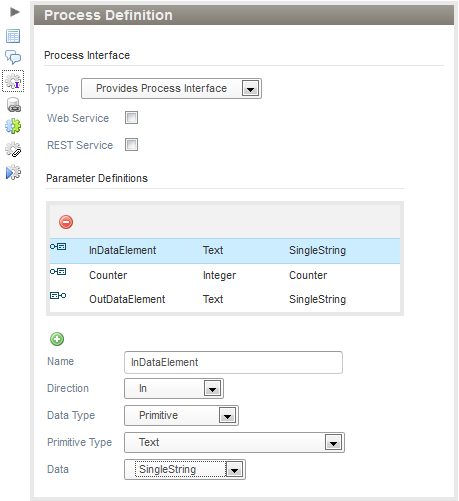 Process Definition
Process Interface
Type Provides Process Interface
Web Service
REST Service
Parameter Definitions
InDataElement Text SingleString
Counter Integer Counter
OutDataElement Text SingleString
Name InDataElement
Direction In
Data Type Primitive
Primitive Type Text
Data SingleString